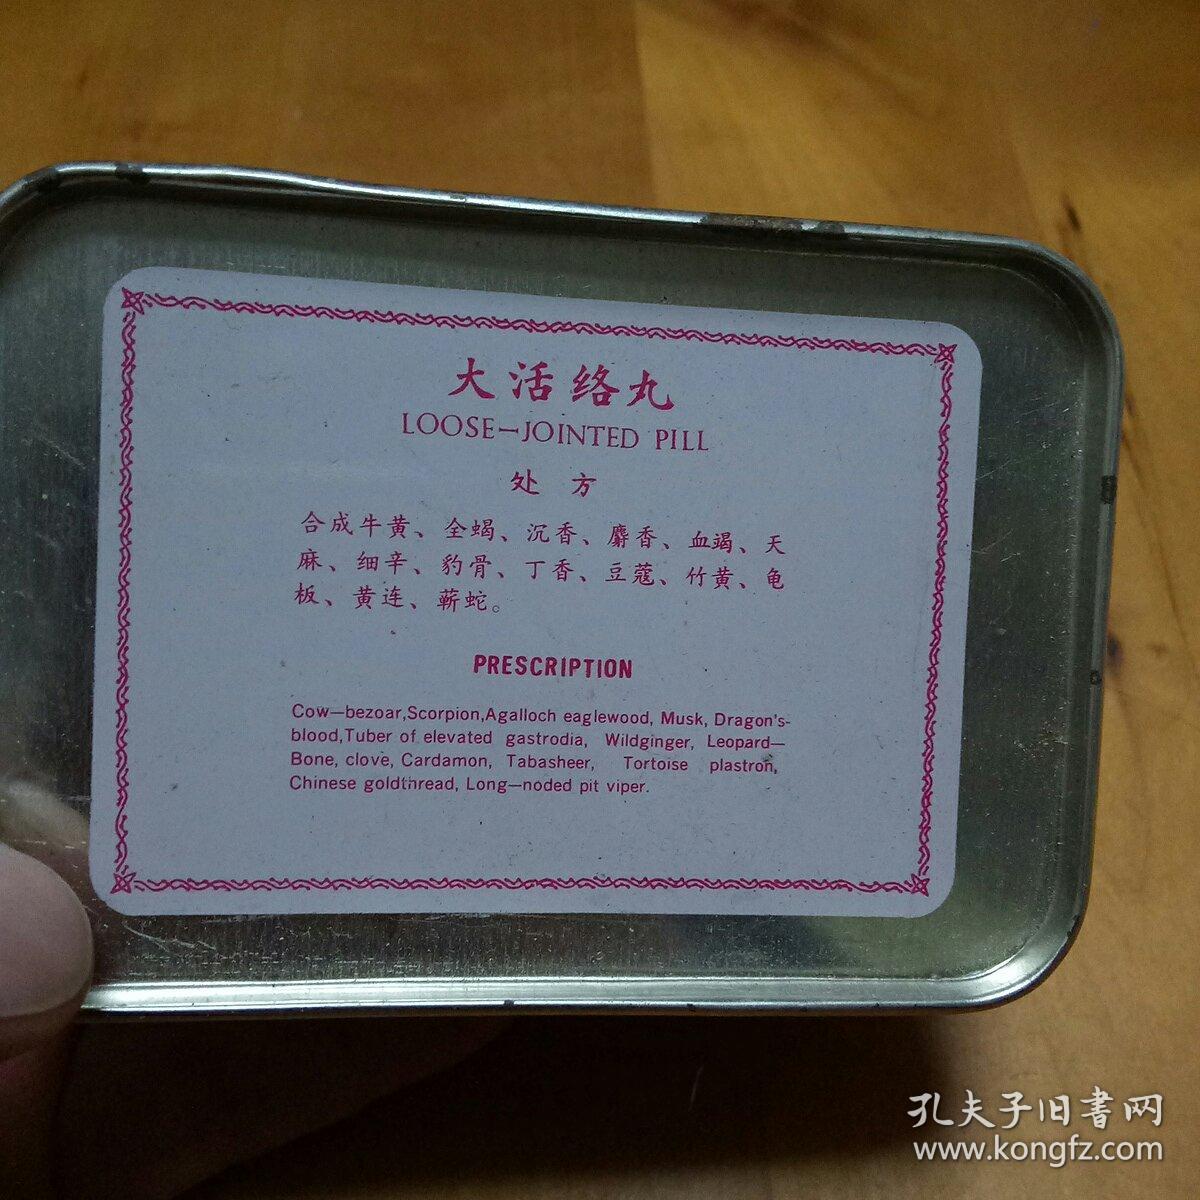 大活络丸
LOOSE—JOINTED PILL
处 方
合成牛黄、全蝎、沉香、麝香、血竭、天
麻、细辛、豹骨、丁香、豆蔻、竹黄、龟
板、黄连、蕲蛇。
PRESCRIPTION
Cow—bezoar,Scorpion,Agalloch eaglewood, Musk, Dragon's-
blood,Tuber of elevated gastrodia, Wildginger, Leopard—
Bone, clove, Cardamon, Tabasheer, Tortoise plastron,
Chinese goldthread, Long—noded pit viper.
孔夫子旧书网
www.kongfz.com